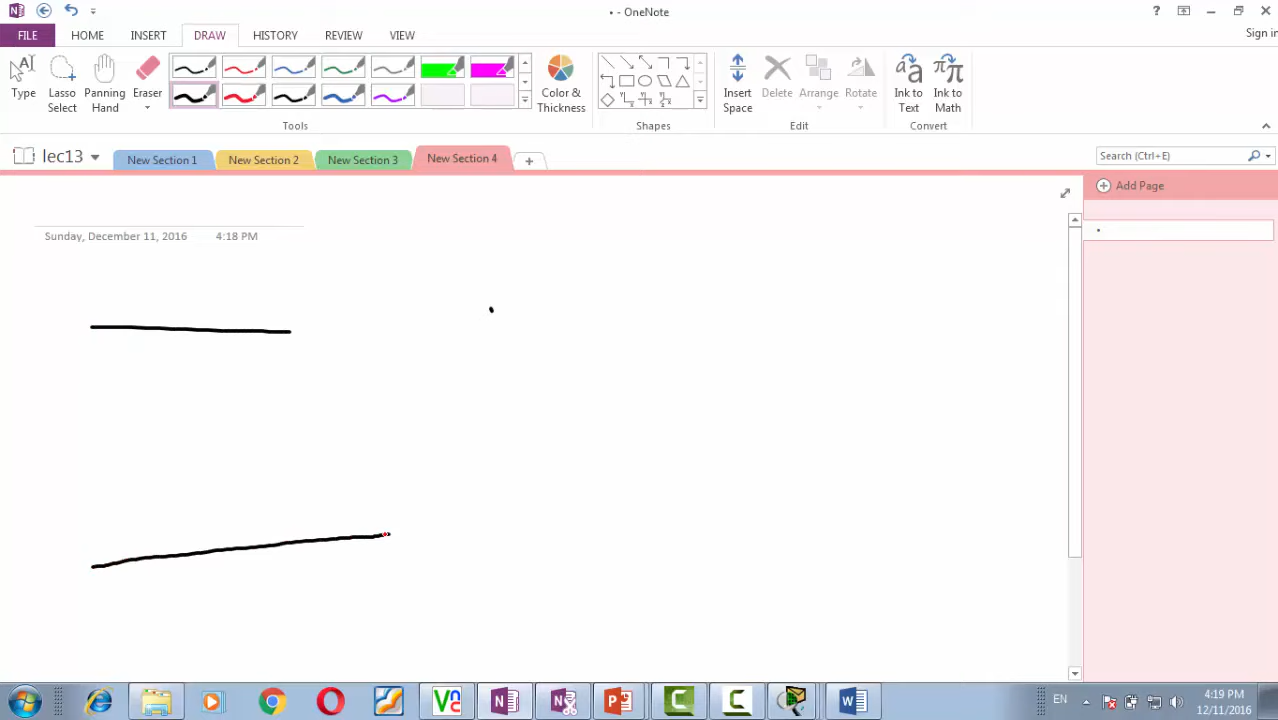 • - OneNote
FILE HOME INSERT DRAW HISTORY REVIEW VIEW
Sign in
Type Lasso Select Panning Hand Eraser Color & Thickness Insert Space Delete Arrange Rotate Ink to Text Ink to Math
Tools Shapes Edit Convert
lec13 New Section 1 New Section 2 New Section 3 New Section 4
Search (Ctrl+E)
Add Page
Sunday, December 11, 2016 4:18 PM
EN 4:19 PM
12/11/2016